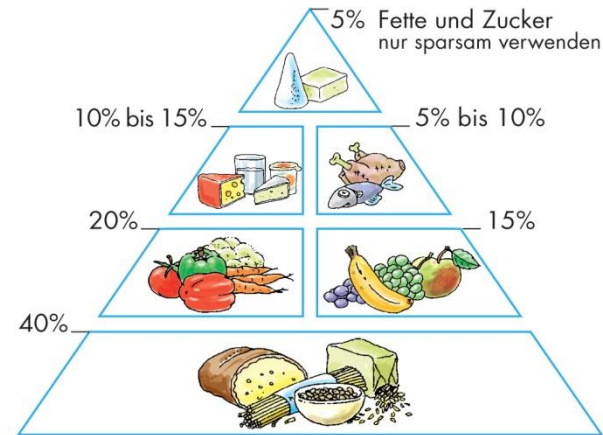 5% Fette und Zucker
nur sparsam verwenden
10% bis 15%
5% bis 10%
20%
15%
40%